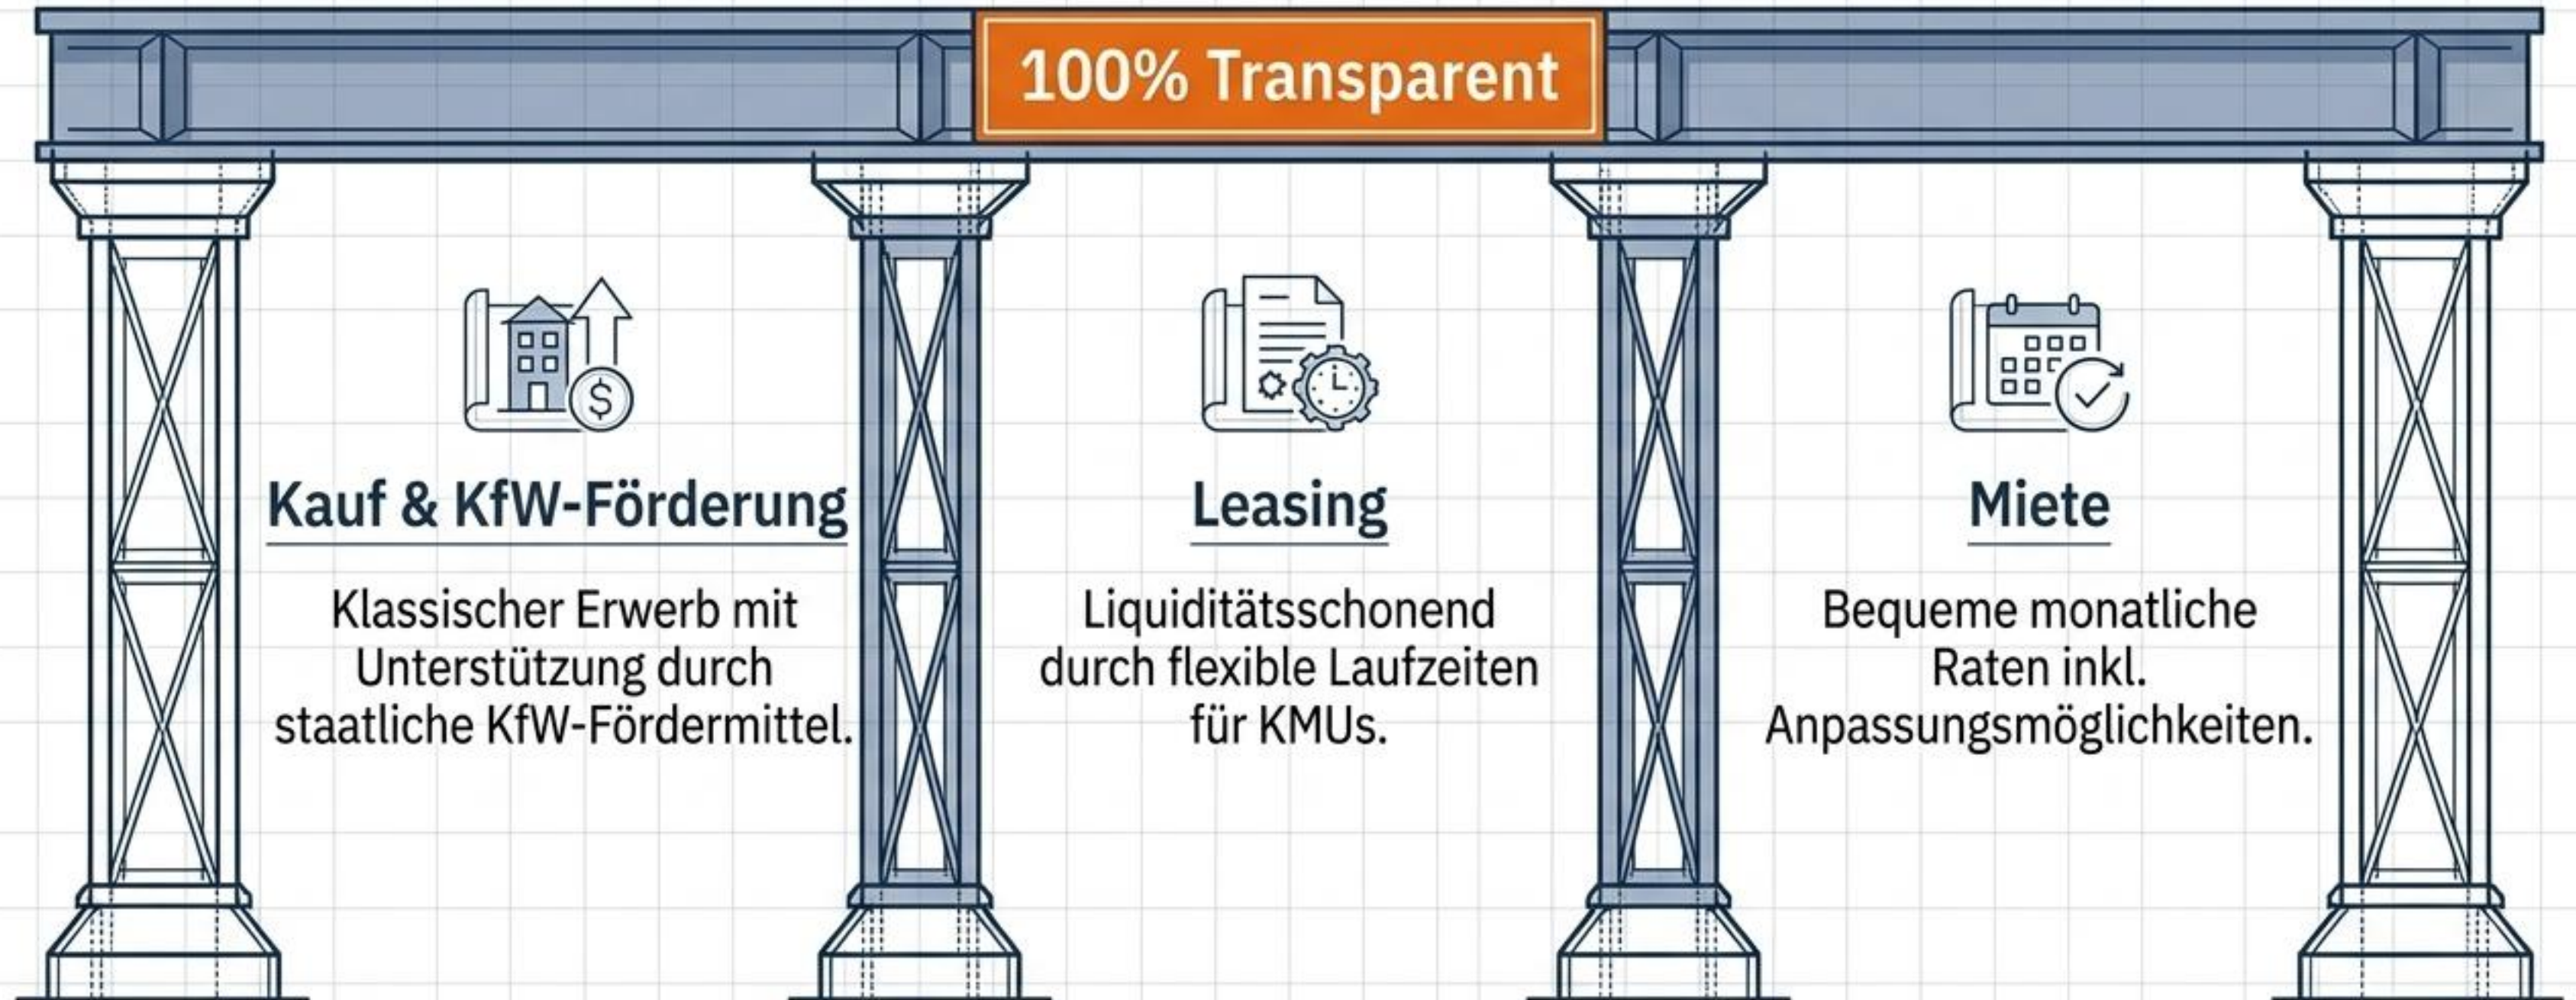 100% Transparent
Kauf & KfW-Förderung
Klassischer Erwerb mit
Unterstützung durch
staatliche KfW-Fördermittel.
Leasing
Liquiditätsschonend
durch flexible Laufzeiten
für KMUs.
Miete
Bequeme monatliche
Raten inkl.
Anpassungsmöglichkeiten.
$